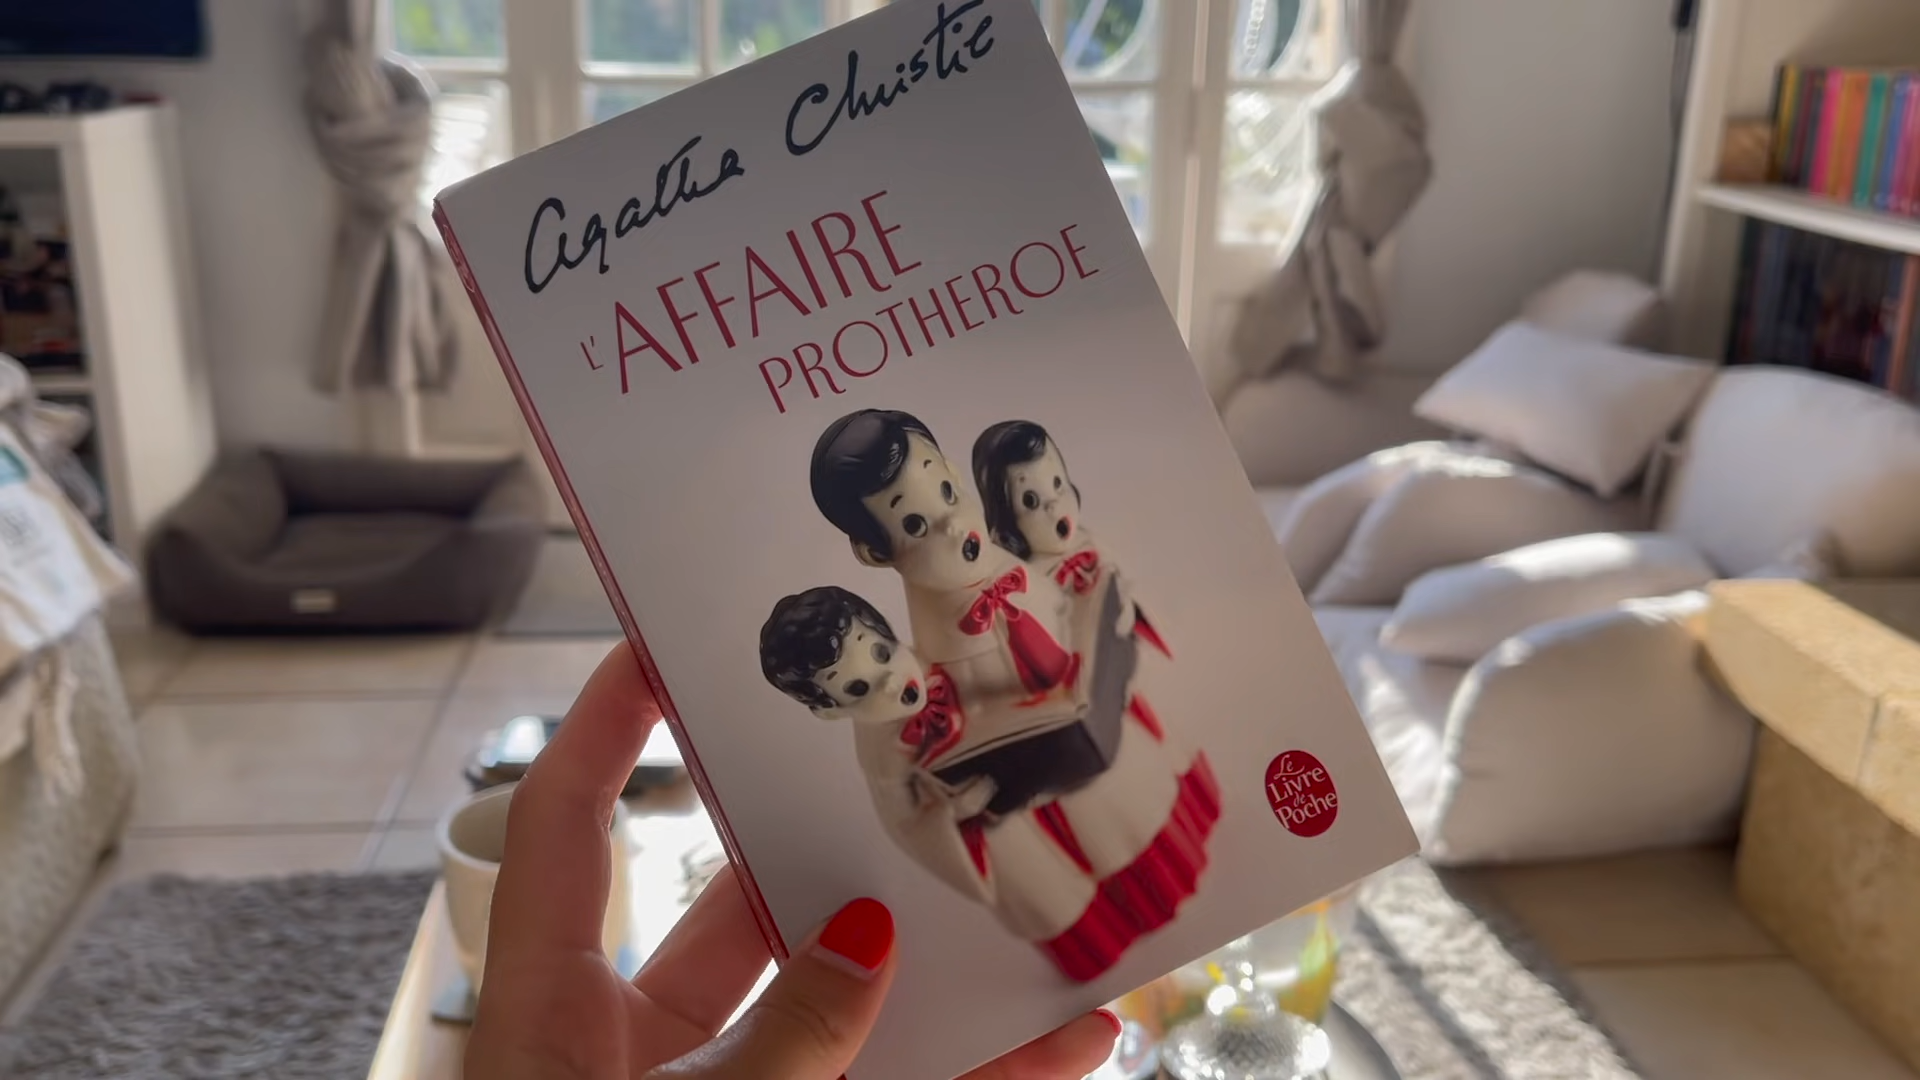 Agatha Christie
L'AFFAIRE
PROTHEROE
Le
Livre
de
Poche